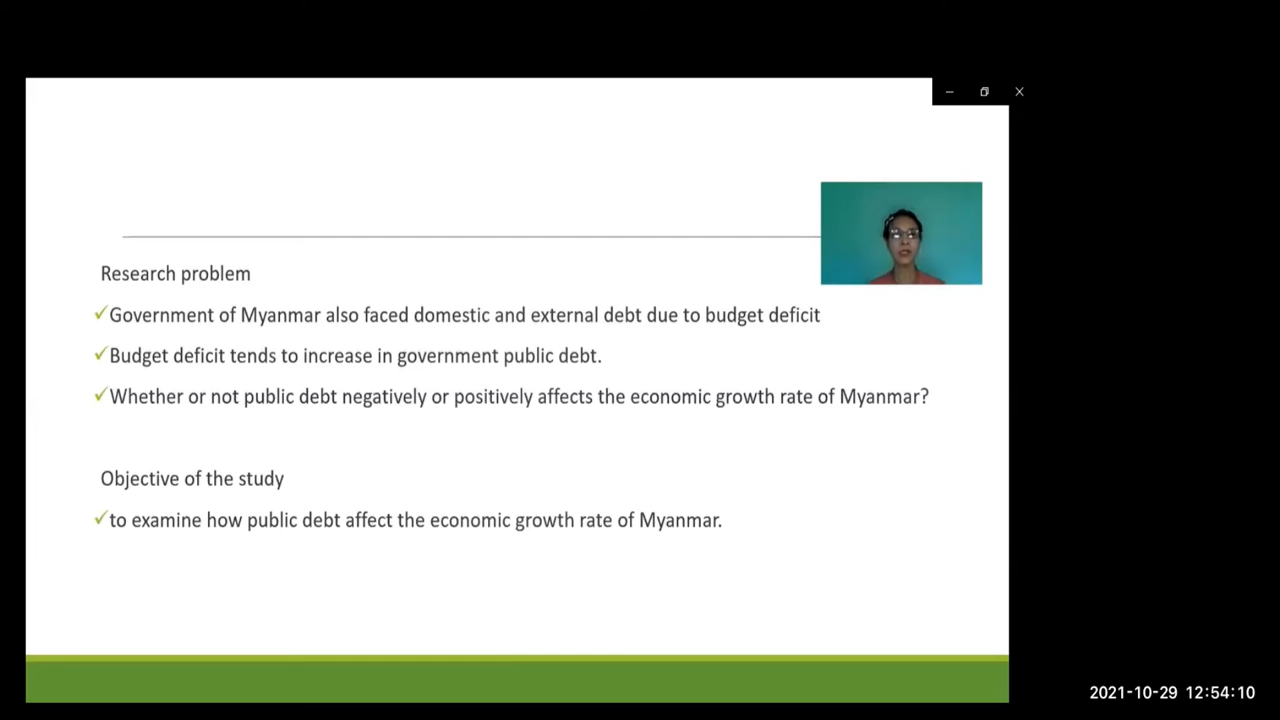 Research problem
✓Government of Myanmar also faced domestic and external debt due to budget deficit
✓Budget deficit tends to increase in government public debt.
✓Whether or not public debt negatively or positively affects the economic growth rate of Myanmar?
Objective of the study
✓to examine how public debt affect the economic growth rate of Myanmar.
2021-10-29 12:54:10